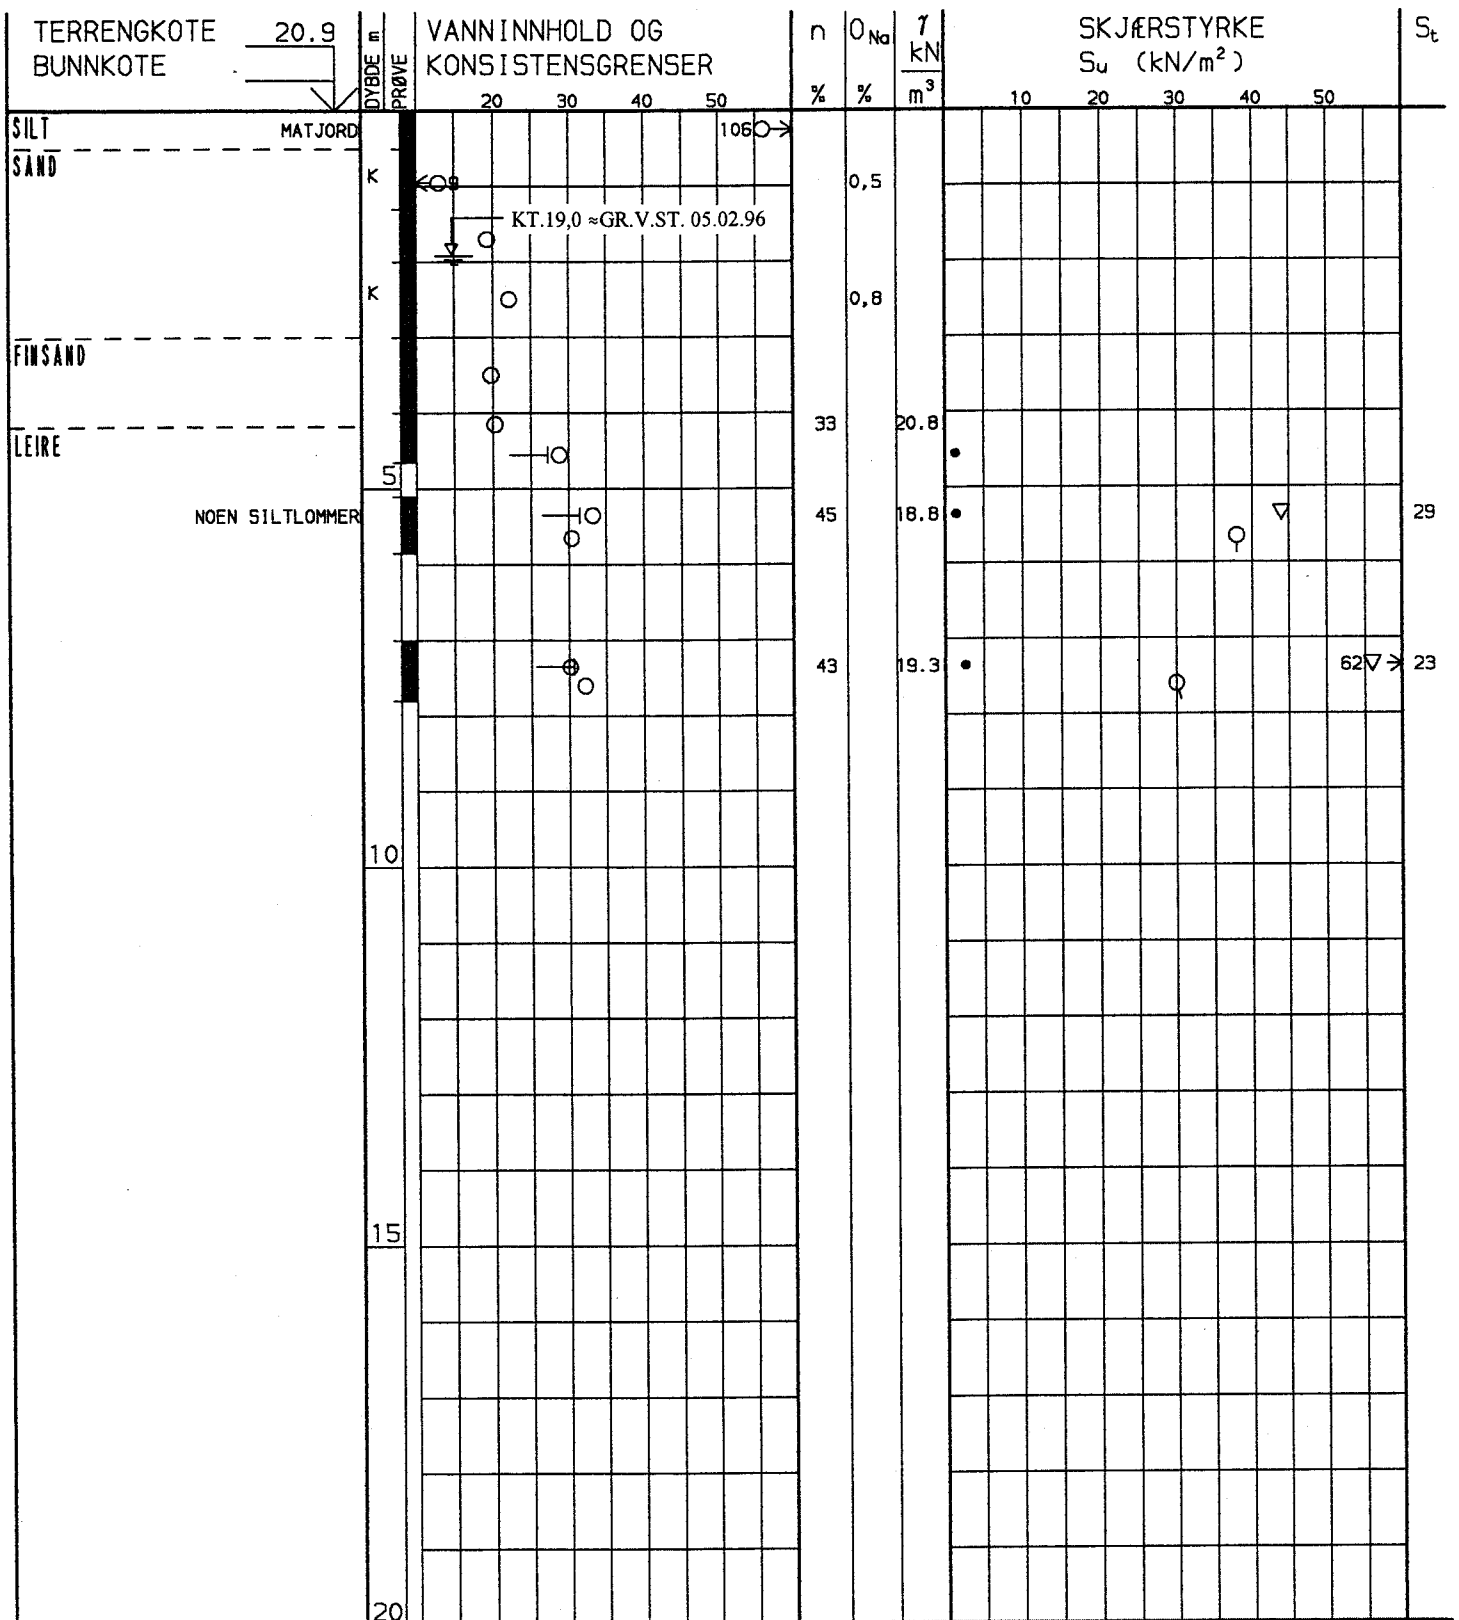 TERRENGKOTE 20.9
BUNNKOTE
DYBDE m
PRØVE
VANNINNHOLD OG
KONSISTENSGRENSER
20 30 40 50
n
%
O Na
%
γ
kN
m³
SKJÆRSTYRKE
Su (kN/m²)
10 20 30 40 50
St
SILT MATJORD 106
SAND K 9 0,5
KT.19,0 ≈GR.V.ST. 05.02.96
K 0,8
FINSAND
33 20.8
LEIRE
5
NOEN SILTLOMMER 45 18.8 29
43 19.3 62 23
10
15
20